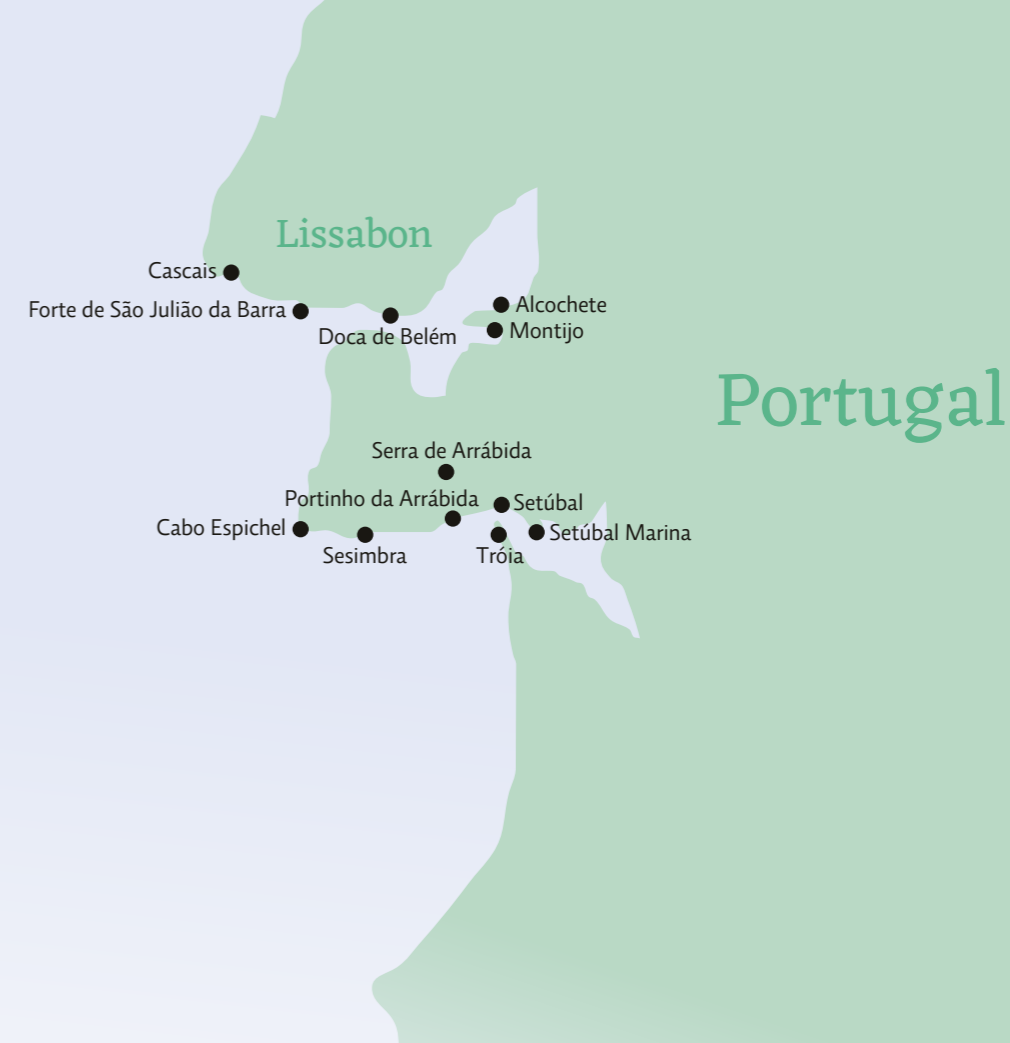 Lissabon
Cascais
Forte de São Julião da Barra
Alcochete
Doca de Belém
Montijo
Portugal
Serra de Arrábida
Portinho da Arrábida
Setúbal
Cabo Espichel
Setúbal Marina
Sesimbra
Tróia